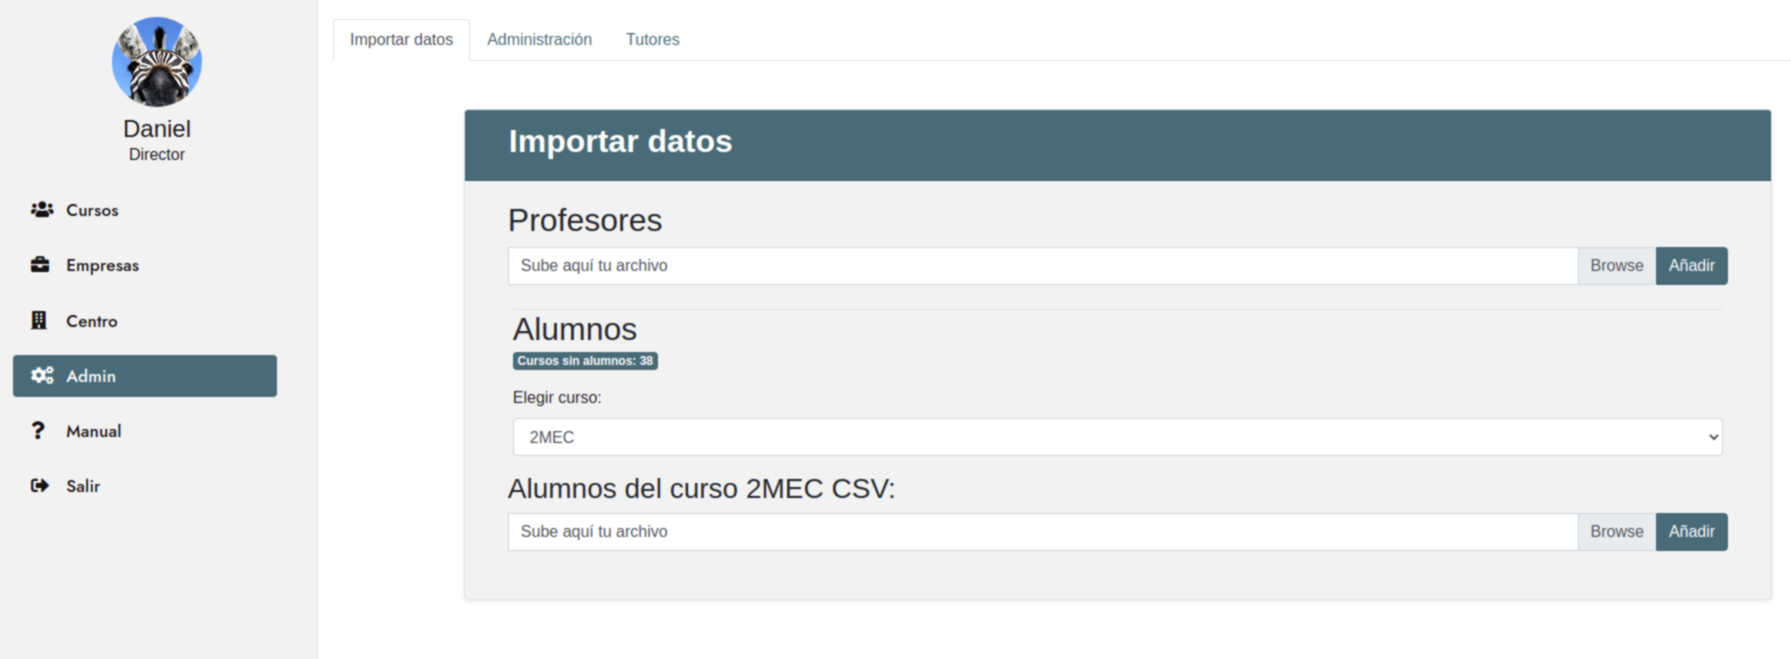 Daniel
Director
Cursos
Empresas
Centro
Admin
Manual
Salir
Importar datos Administración Tutores
Importar datos
Profesores
Sube aquí tu archivo Browse Añadir
Alumnos
Cursos sin alumnos: 38
Elegir curso:
2MEC
Alumnos del curso 2MEC CSV:
Sube aquí tu archivo Browse Añadir